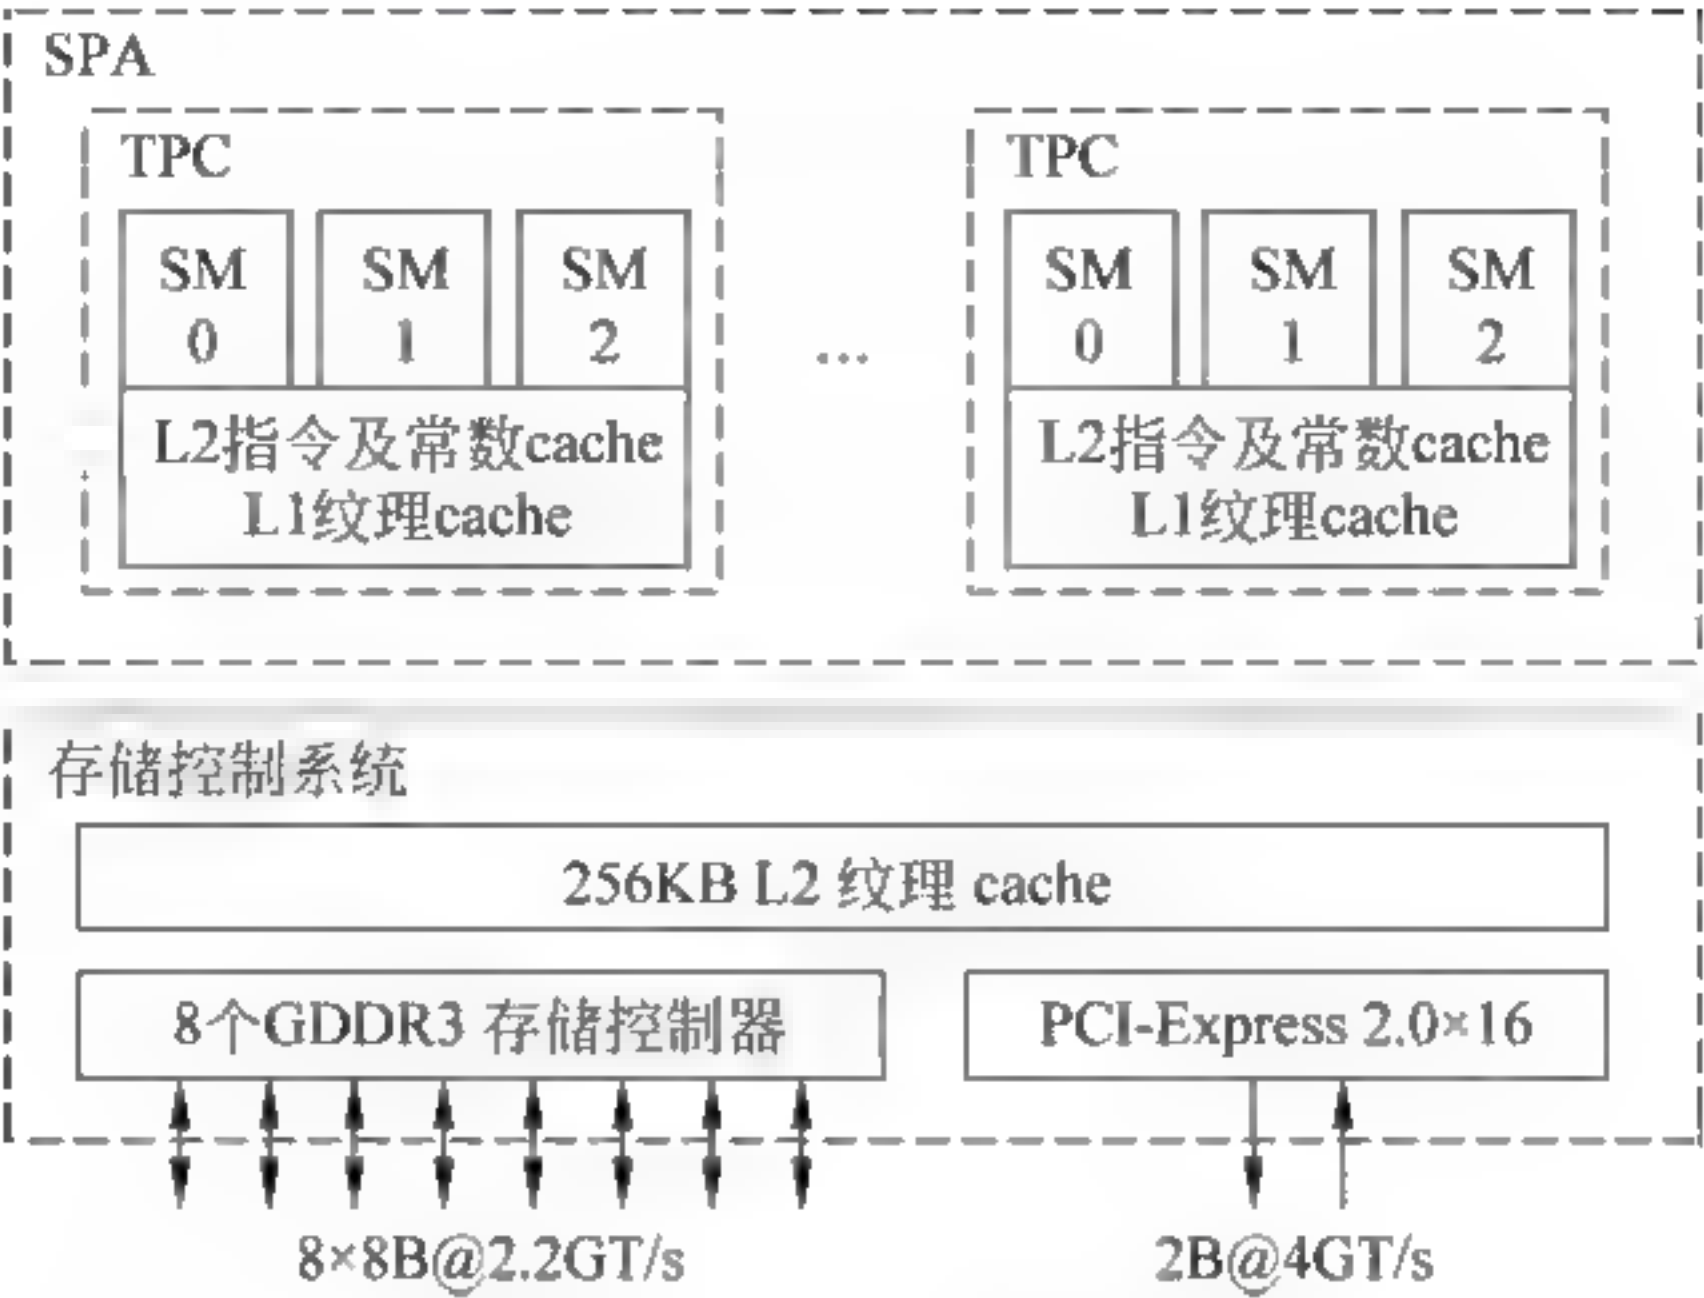 SPA
TPC
SM
0
SM
1
SM
2
L2指令及常数cache
L1纹理cache
...
TPC
SM
0
SM
1
SM
2
L2指令及常数cache
L1纹理cache
存储控制系统
256KB L2 纹理 cache
8个GDDR3 存储控制器
PCI-Express 2.0×16
8×8B@2.2GT/s
2B@4GT/s